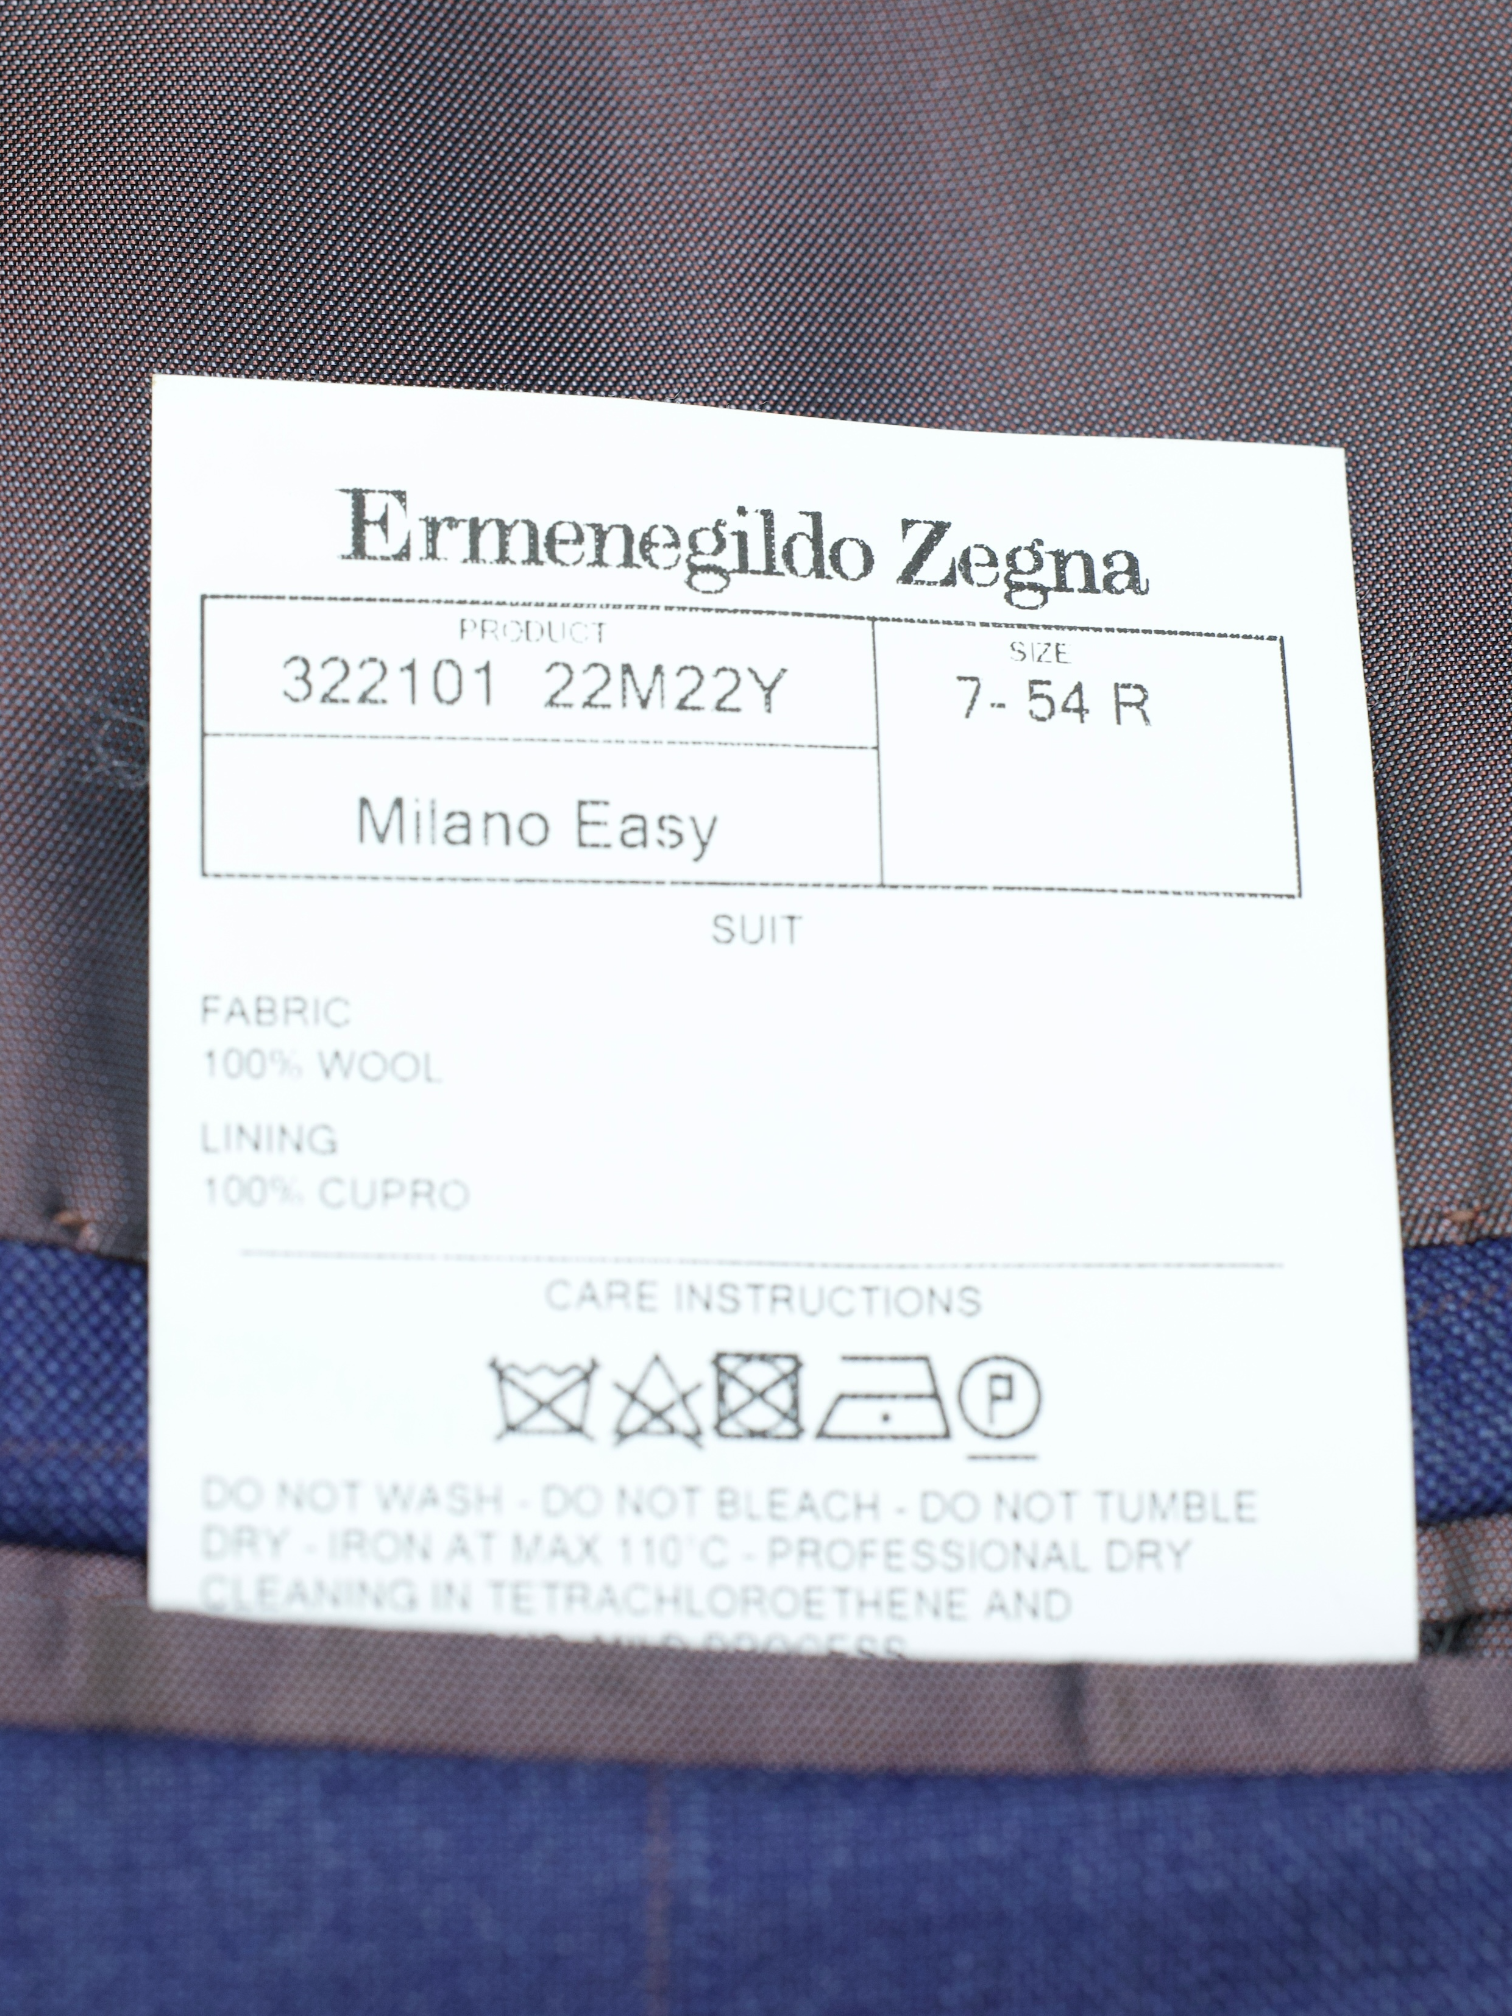 Ermenegildo Zegna
PRODUCT
322101 22M22Y
SIZE
7- 54 R
Milano Easy
SUIT
FABRIC
100% WOOL
LINING
100% CUPRO
CARE INSTRUCTIONS
P
DO NOT WASH - DO NOT BLEACH - DO NOT TUMBLE
DRY - IRON AT MAX 110°C - PROFESSIONAL DRY
CLEANING IN TETRACHLOROETHENE AND
MILD PROCESS